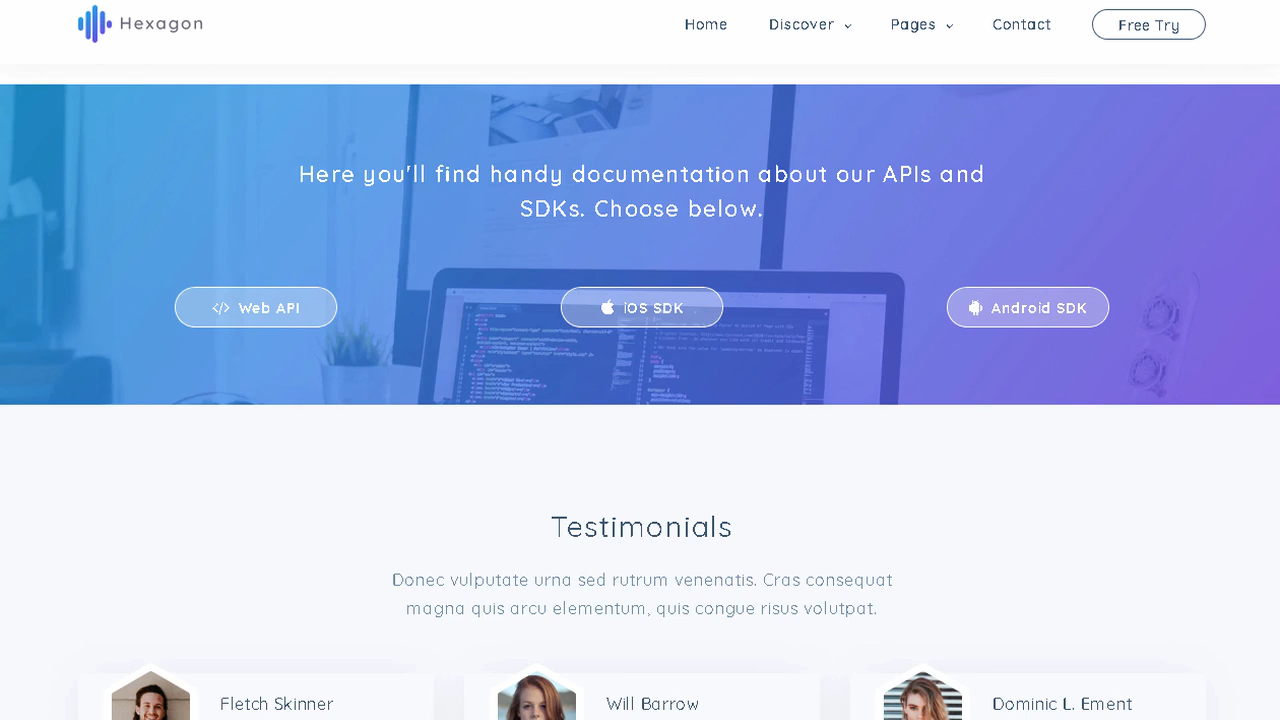 Hexagon
Home
Discover
Pages
Contact
Free Try
Here you'll find handy documentation about our APIs and
SDKs. Choose below.
Web API
iOS SDK
Android SDK
Testimonials
Donec vulputate urna sed rutrum venenatis. Cras consequat
magna quis arcu elementum, quis congue risus volutpat.
Fletch Skinner
Will Barrow
Dominic L. Ement